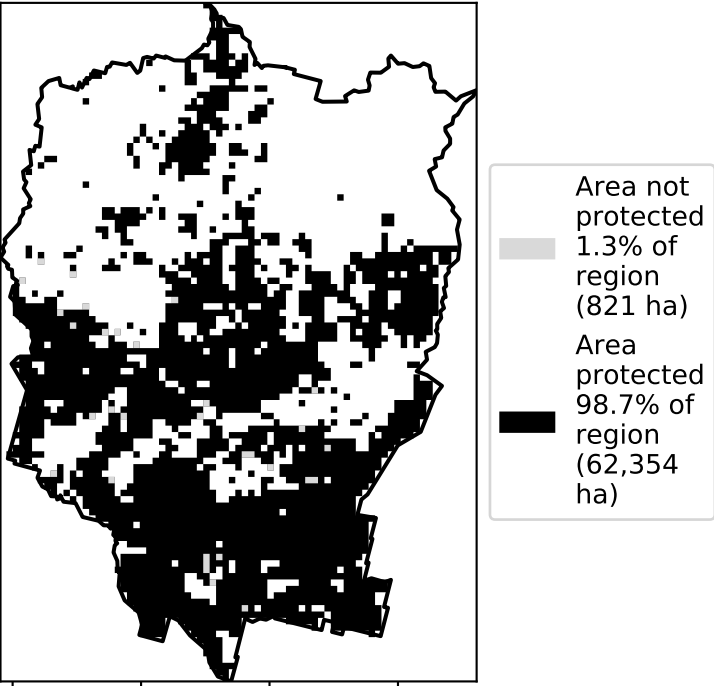 Area not
protected
1.3% of
region
(821 ha)
Area
protected
98.7% of
region
(62,354
ha)